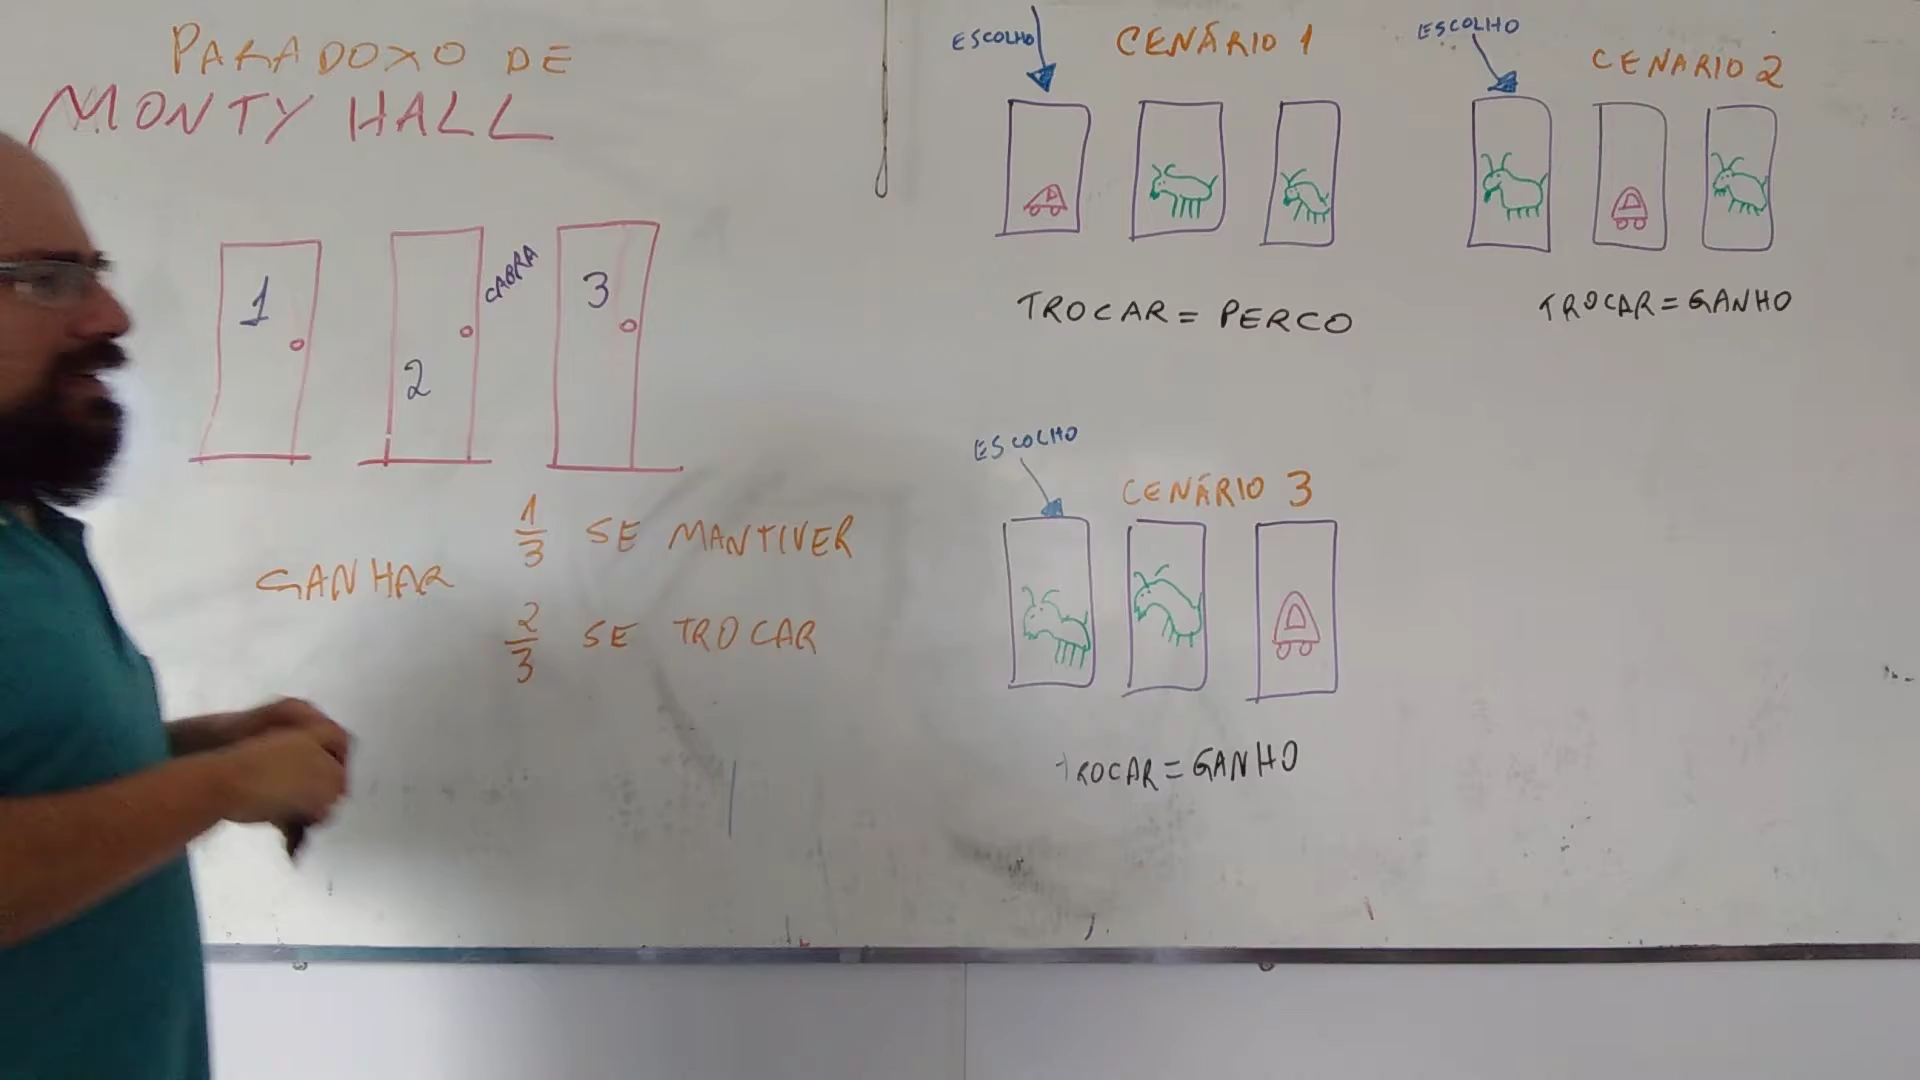 PARADOXO DE
MONTY HALL
1
2
CABRA
3
GANHAR
1/3 SE MANTIVER
2/3 SE TROCAR
ESCOLHO
CENÁRIO 1
TROCAR = PERCO
ESCOLHO
CENARIO 2
TROCAR = GANHO
ESCOLHO
CENÁRIO 3
TROCAR = GANHO